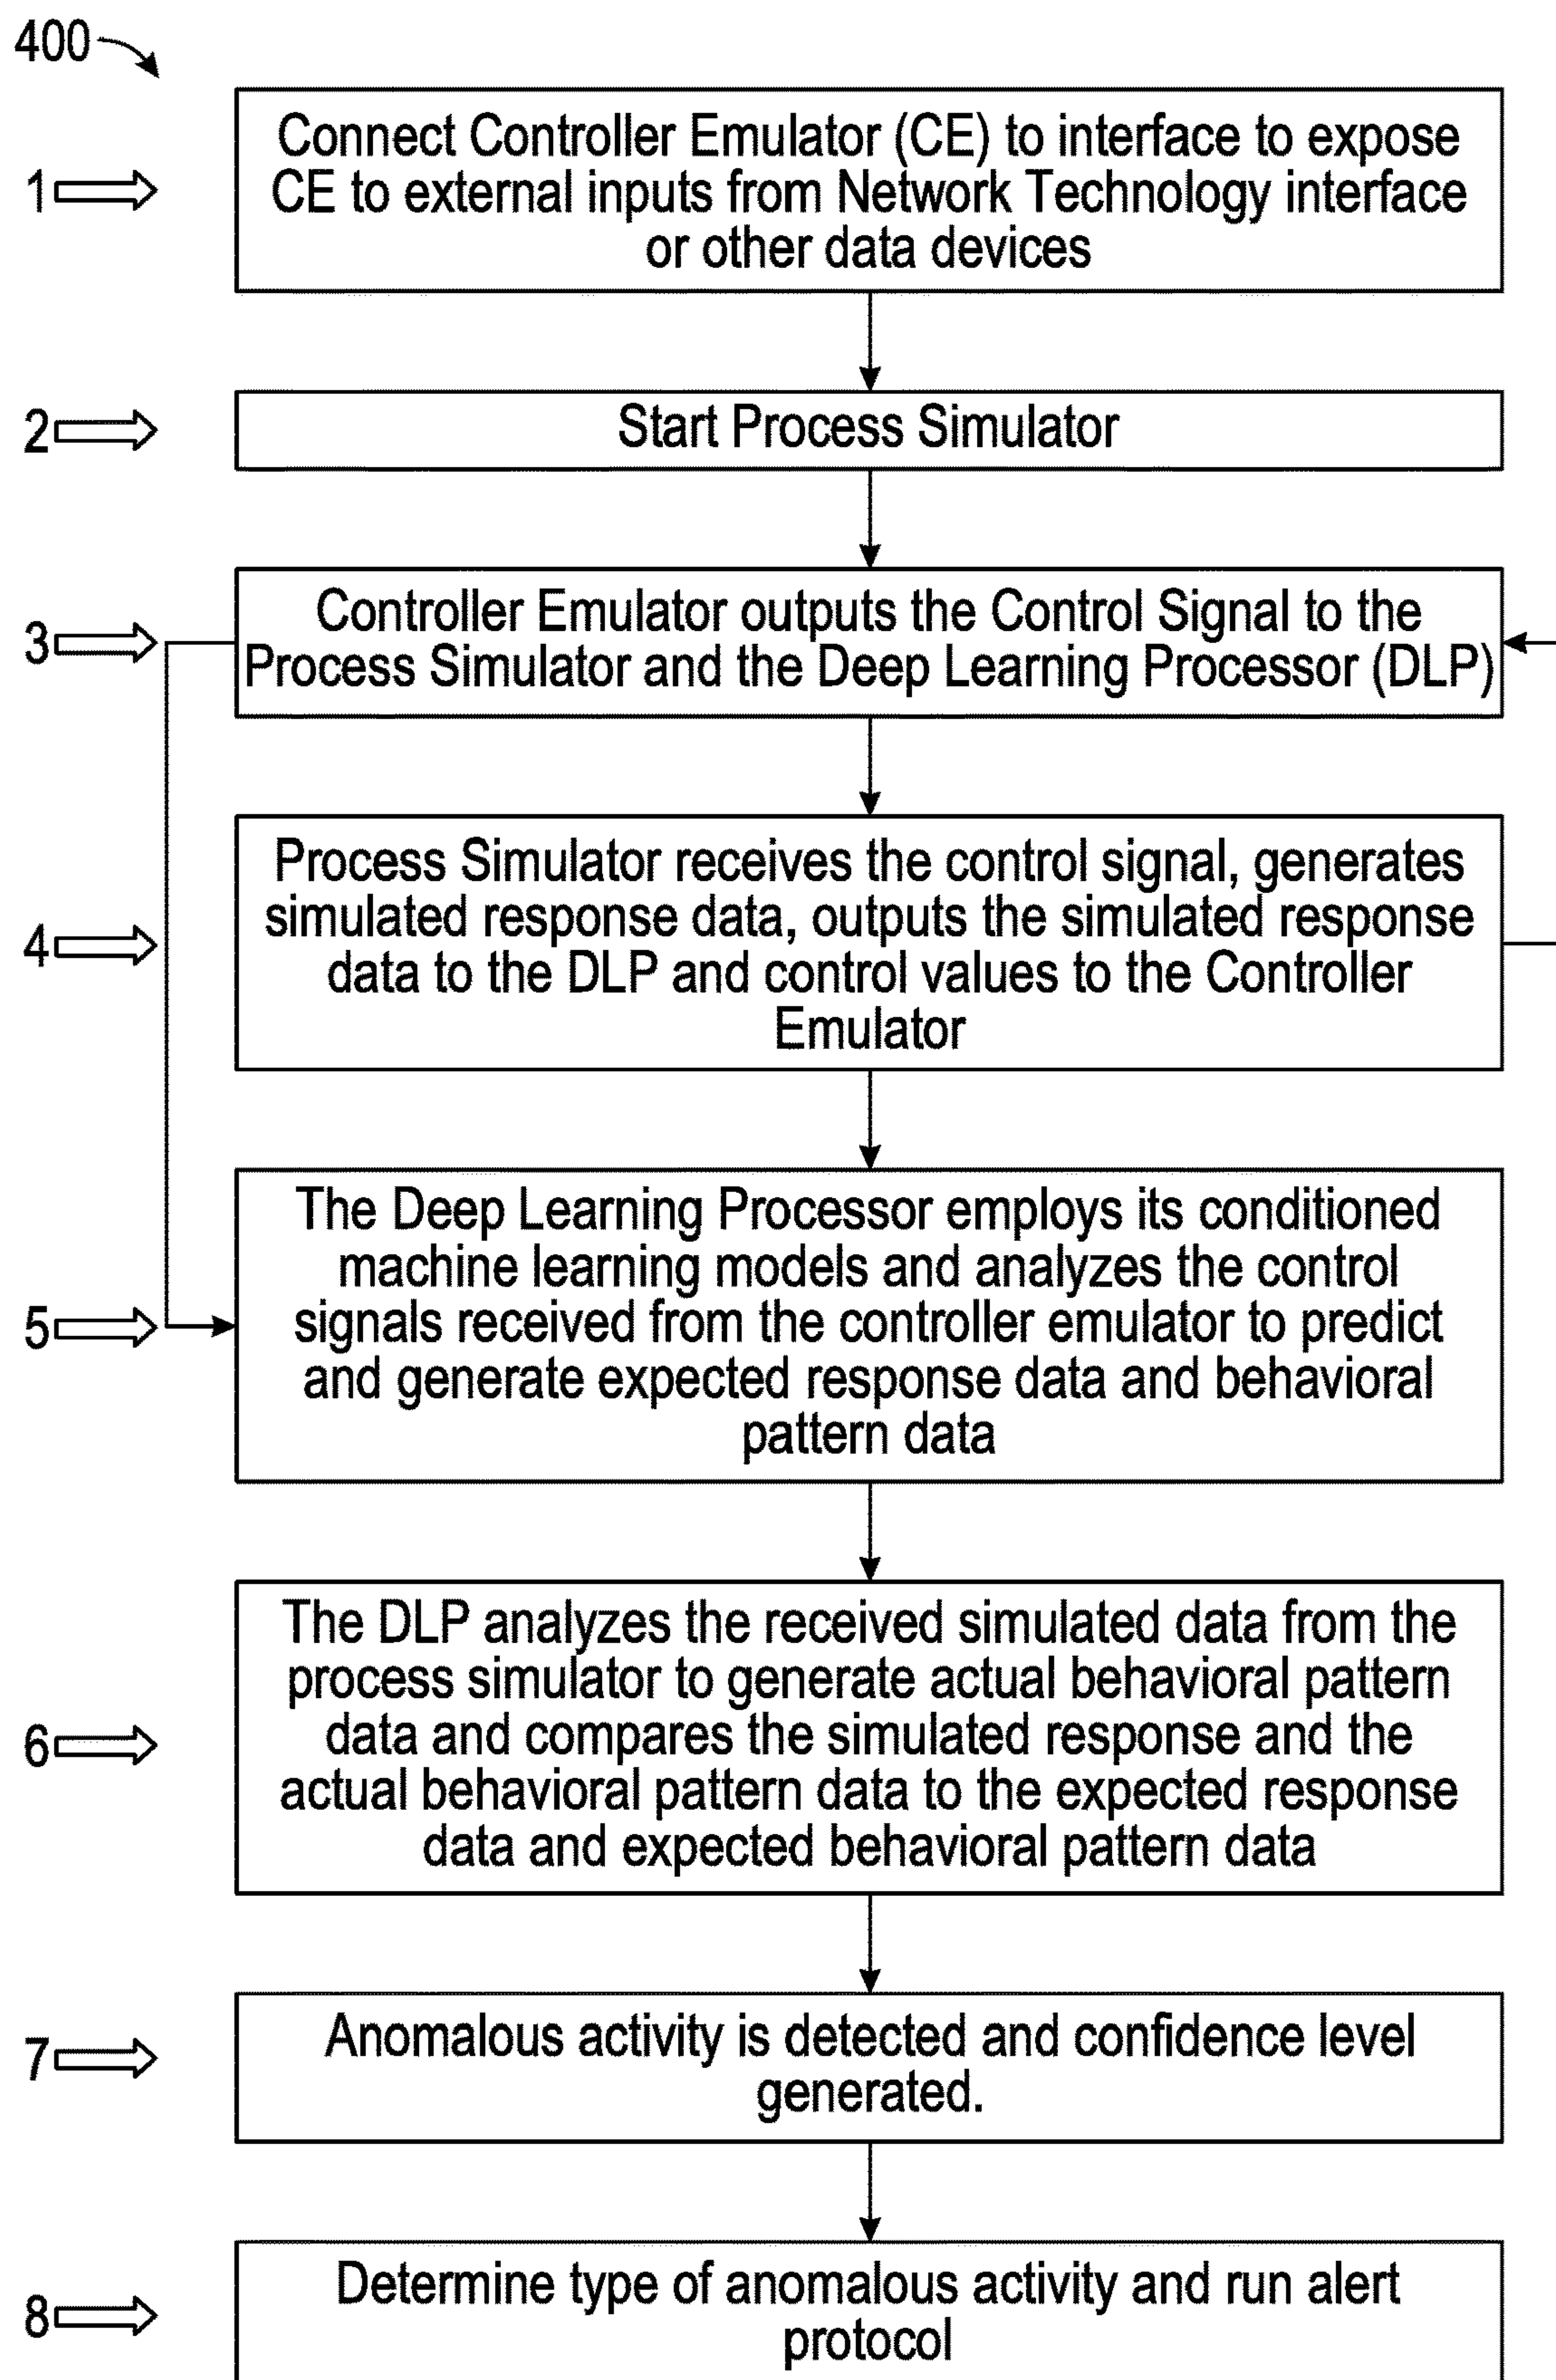 400
1
Connect Controller Emulator (CE) to interface to expose
CE to external inputs from Network Technology interface
or other data devices
2
Start Process Simulator
3
Controller Emulator outputs the Control Signal to the
Process Simulator and the Deep Learning Processor (DLP)
4
Process Simulator receives the control signal, generates
simulated response data, outputs the simulated response
data to the DLP and control values to the Controller
Emulator
5
The Deep Learning Processor employs its conditioned
machine learning models and analyzes the control
signals received from the controller emulator to predict
and generate expected response data and behavioral
pattern data
6
The DLP analyzes the received simulated data from the
process simulator to generate actual behavioral pattern
data and compares the simulated response and the
actual behavioral pattern data to the expected response
data and expected behavioral pattern data
7
Anomalous activity is detected and confidence level
generated.
8
Determine type of anomalous activity and run alert
protocol